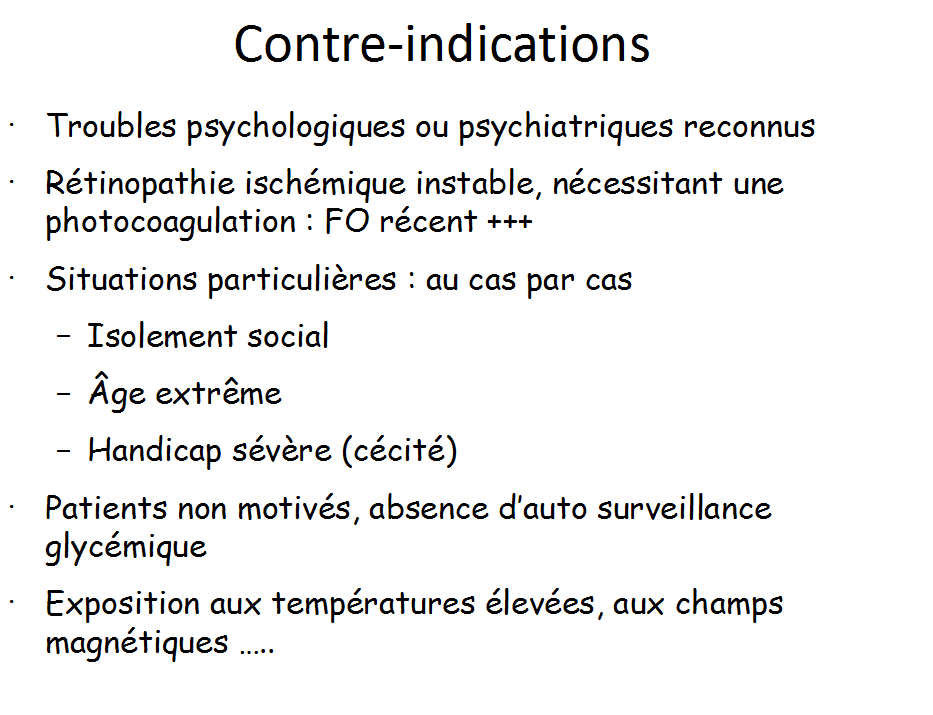 Contre-indications
· Troubles psychologiques ou psychiatriques reconnus
· Rétinopathie ischémique instable, nécessitant une
photocoagulation : FO récent +++
· Situations particulières : au cas par cas
– Isolement social
– Âge extrême
– Handicap sévère (cécité)
· Patients non motivés, absence d’auto surveillance
glycémique
· Exposition aux températures élevées, aux champs
magnétiques …..